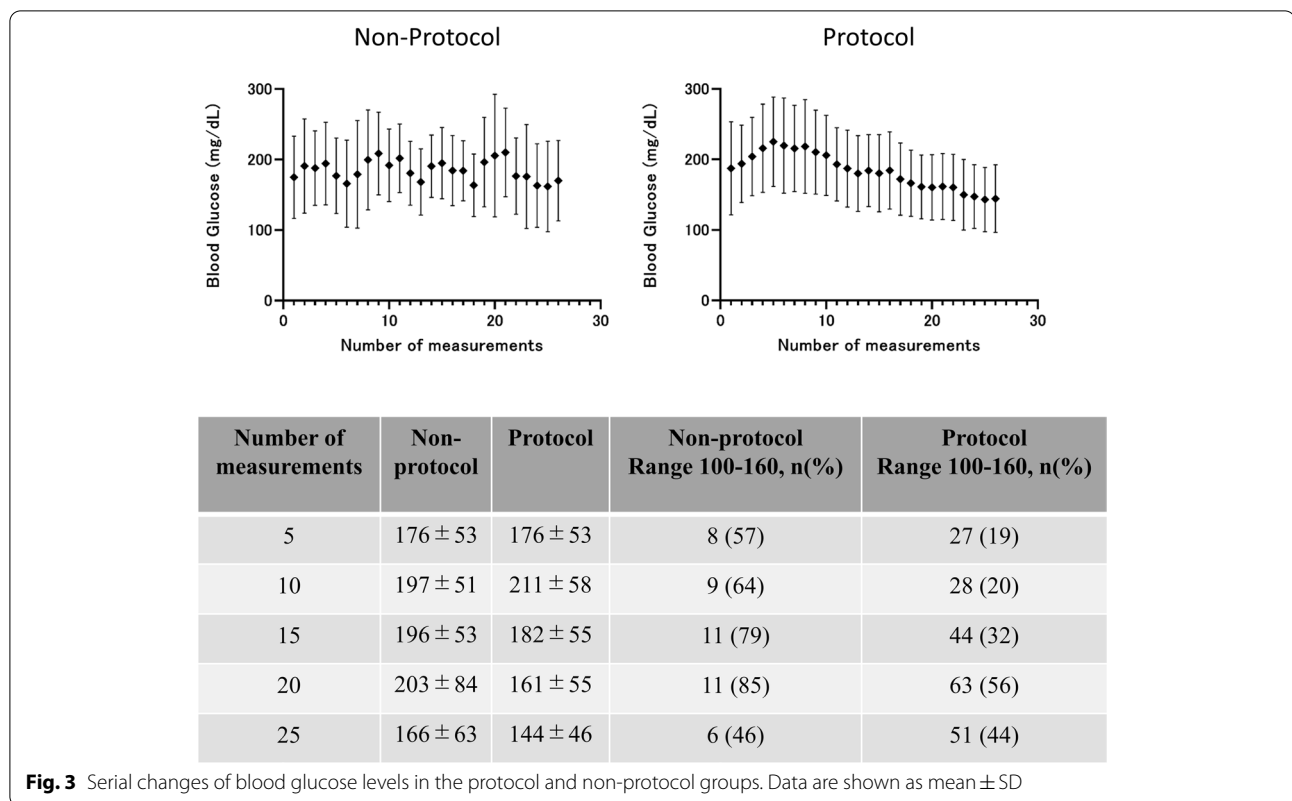 Non-Protocol
Protocol
Blood Glucose (mg/dL)
300
200
100
0
0 10 20 30
Number of measurements
Blood Glucose (mg/dL)
300
200
100
0
0 10 20 30
Number of measurements
Number of measurements | Non-protocol | Protocol | Non-protocol Range 100-160, n(%) | Protocol Range 100-160, n(%)
5 | 176 ± 53 | 176 ± 53 | 8 (57) | 27 (19)
10 | 197 ± 51 | 211 ± 58 | 9 (64) | 28 (20)
15 | 196 ± 53 | 182 ± 55 | 11 (79) | 44 (32)
20 | 203 ± 84 | 161 ± 55 | 11 (85) | 63 (56)
25 | 166 ± 63 | 144 ± 46 | 6 (46) | 51 (44)
Fig. 3 Serial changes of blood glucose levels in the protocol and non-protocol groups. Data are shown as mean ± SD